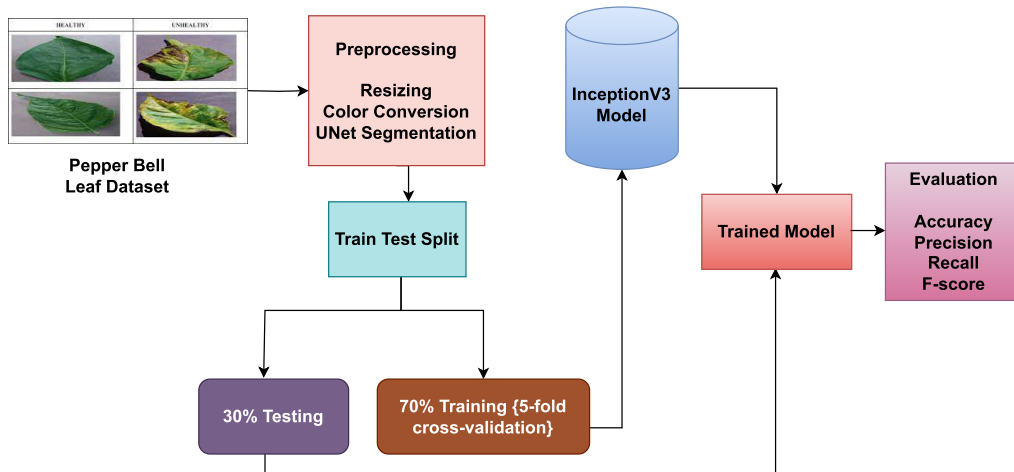 HEALTHY
UNHEALTHY
Pepper Bell
Leaf Dataset
Preprocessing
Resizing
Color Conversion
UNet Segmentation
Train Test Split
30% Testing
70% Training {5-fold
cross-validation}
InceptionV3
Model
Trained Model
Evaluation
Accuracy
Precision
Recall
F-score